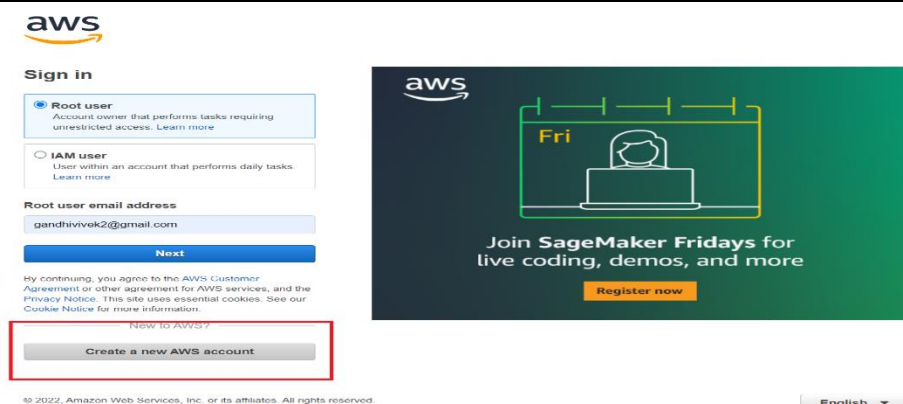 aws
Sign in
Root user
Account owner that performs tasks requiring
unrestricted access. Learn more
IAM user
User within an account that performs daily tasks.
Learn more
Root user email address
gandhivivek2@gmail.com
Next
By continuing, you agree to the AWS Customer
Agreement or other agreement for AWS services, and the
Privacy Notice. This site uses essential cookies. See our
Cookie Notice for more information.
New to AWS?
Create a new AWS account
aws
Fri
Join SageMaker Fridays for
live coding, demos, and more
Register now
© 2022, Amazon Web Services, Inc. or its affiliates. All rights reserved.
English